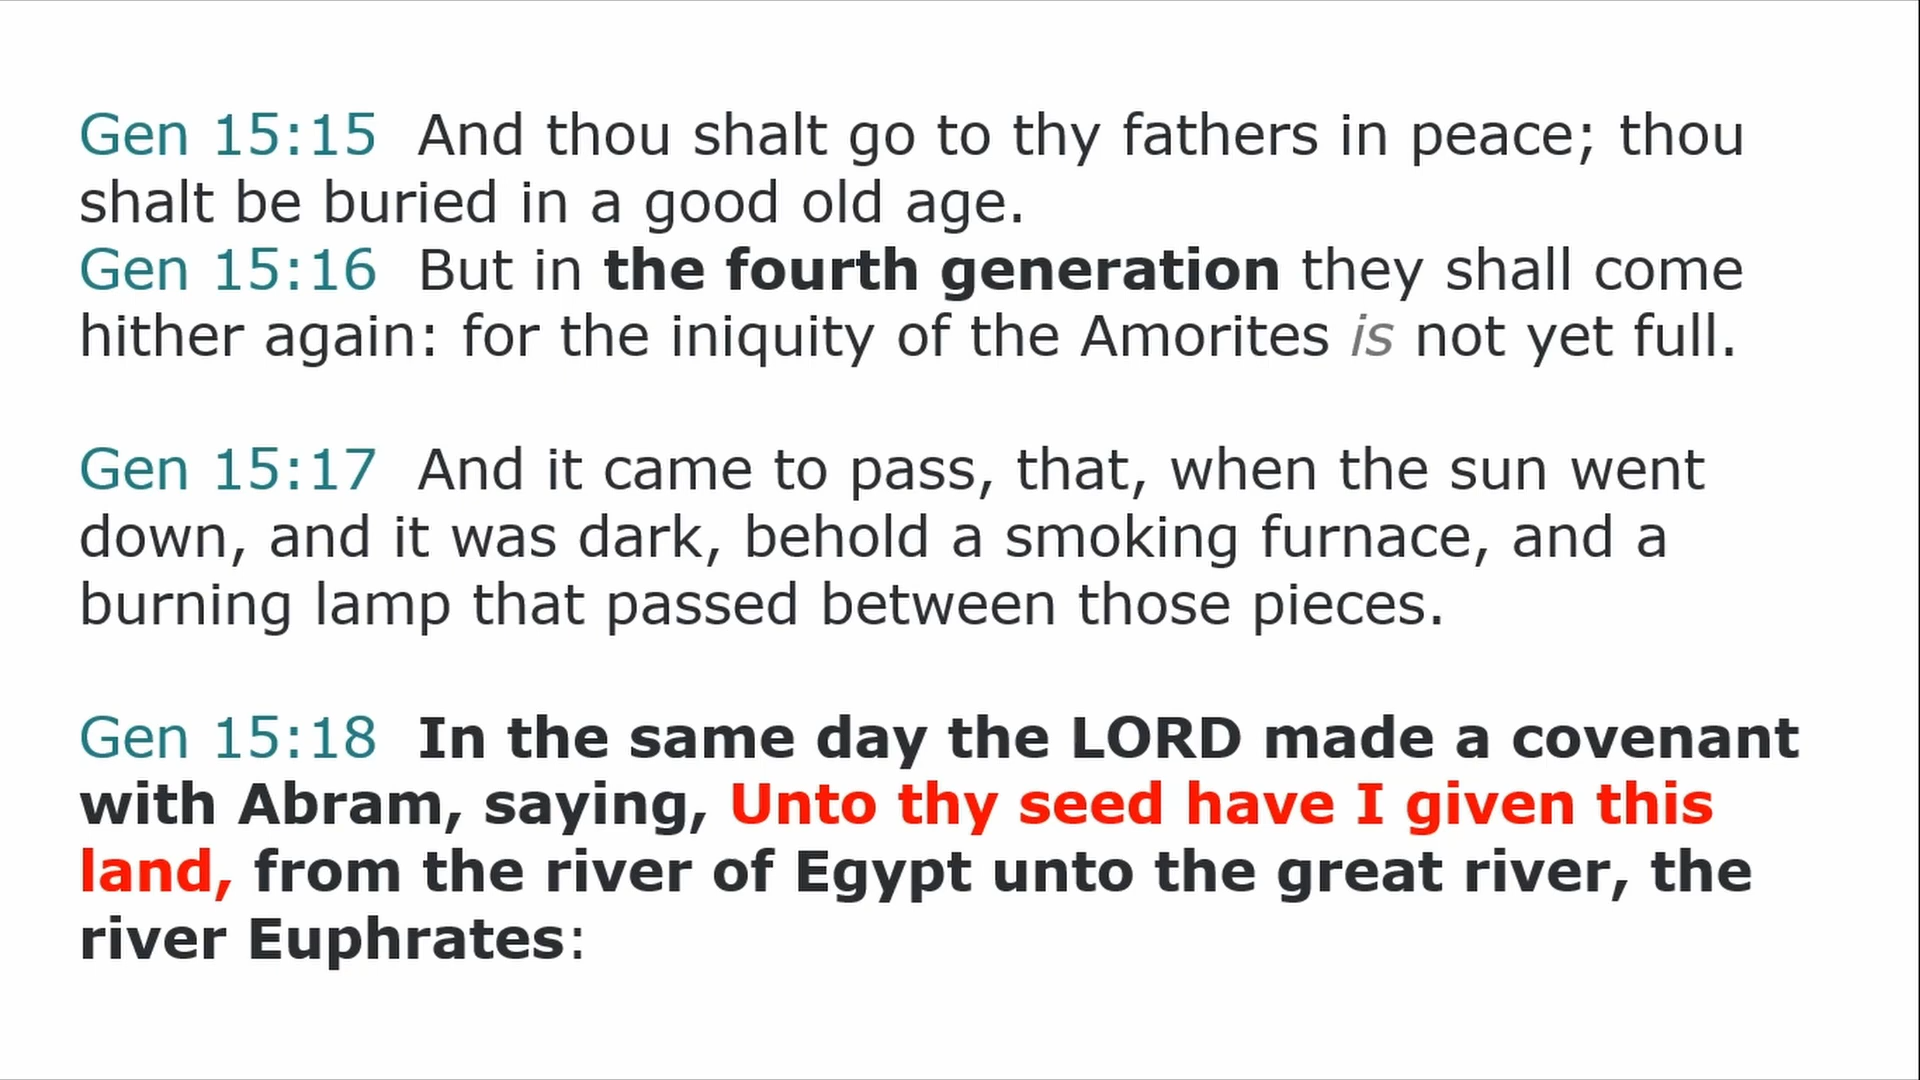 Gen 15:15 And thou shalt go to thy fathers in peace; thou
shalt be buried in a good old age.
Gen 15:16 But in the fourth generation they shall come
hither again: for the iniquity of the Amorites is not yet full.
Gen 15:17 And it came to pass, that, when the sun went
down, and it was dark, behold a smoking furnace, and a
burning lamp that passed between those pieces.
Gen 15:18 In the same day the LORD made a covenant
with Abram, saying, Unto thy seed have I given this
land, from the river of Egypt unto the great river, the
river Euphrates: